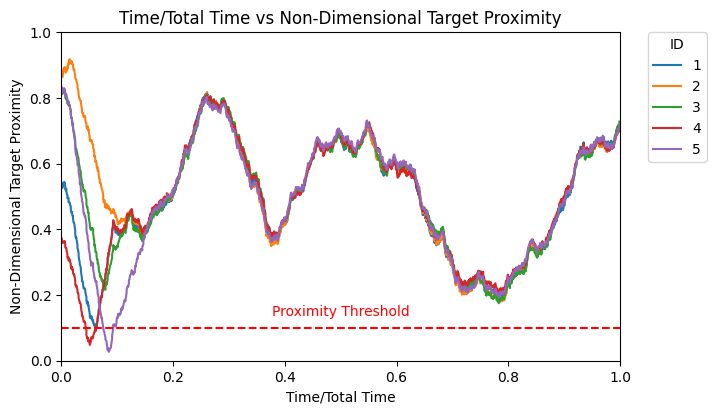 Time/Total Time vs Non-Dimensional Target Proximity
Non-Dimensional Target Proximity
1.0
0.8
0.6
0.4
0.2
0.0
Proximity Threshold
0.0 0.2 0.4 0.6 0.8 1.0
Time/Total Time
ID
1
2
3
4
5